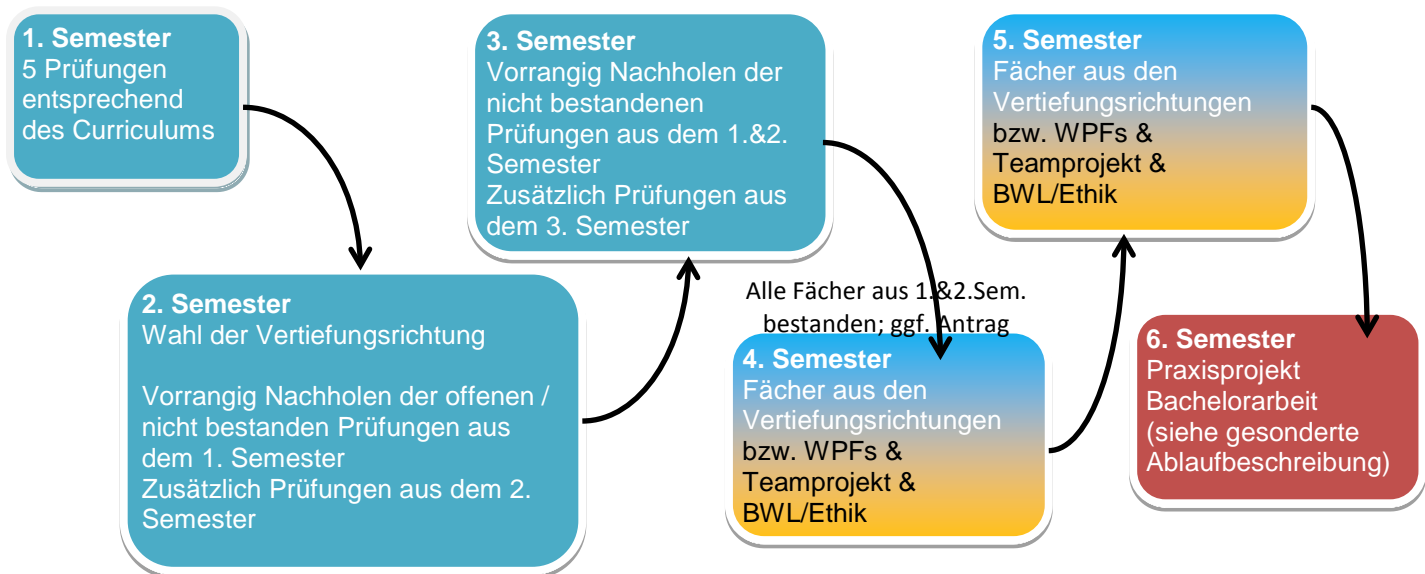 1. Semester
5 Prüfungen
entsprechend
des Curriculums
2. Semester
Wahl der Vertiefungsrichtung
Vorrangig Nachholen der offenen /
nicht bestanden Prüfungen aus
dem 1. Semester
Zusätzlich Prüfungen aus dem 2.
Semester
3. Semester
Vorrangig Nachholen der
nicht bestandenen
Prüfungen aus dem 1.&2.
Semester
Zusätzlich Prüfungen aus
dem 3. Semester
Alle Fächer aus 1.&2.Sem.
bestanden; ggf. Antrag
4. Semester
Fächer aus den
Vertiefungsrichtungen
bzw. WPFs &
Teamprojekt &
BWL/Ethik
5. Semester
Fächer aus den
Vertiefungsrichtungen
bzw. WPFs &
Teamprojekt &
BWL/Ethik
6. Semester
Praxisprojekt
Bachelorarbeit
(siehe gesonderte
Ablaufbeschreibung)